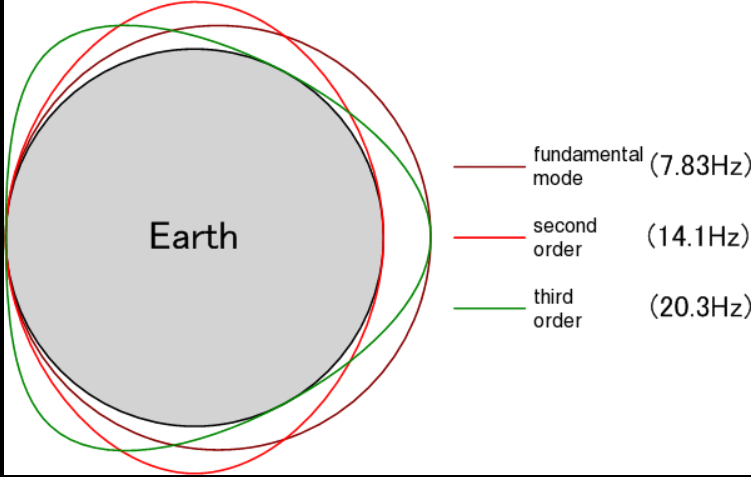 Earth
fundamental (7.83Hz)
mode
second (14.1Hz)
order
third (20.3Hz)
order